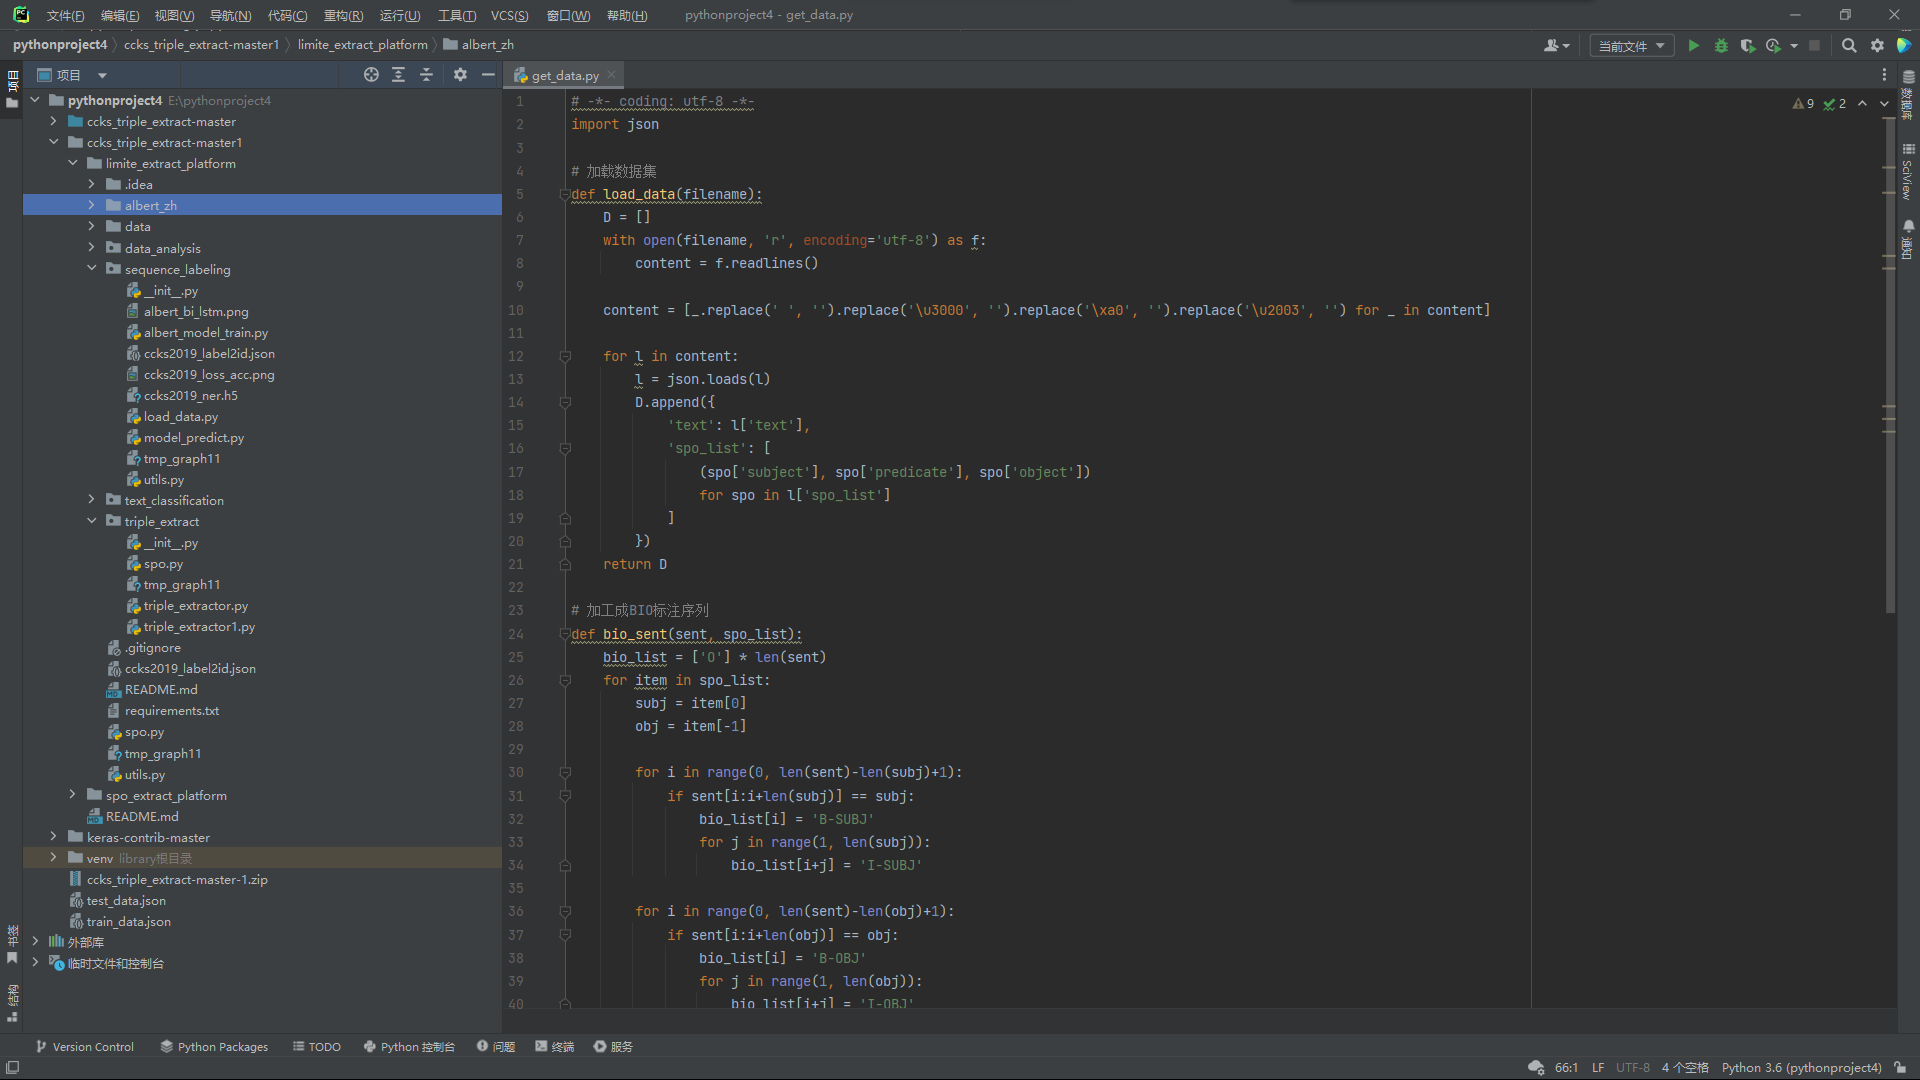 文件(F) 编辑(E) 视图(V) 导航(N) 代码(C) 重构(R) 运行(U) 工具(T) VCS(S) 窗口(W) 帮助(H) pythonproject4 - get_data.py
pythonproject4 ccks_triple_extract-master1 limite_extract_platform albert_zh 当前文件
项目
项目
pythonproject4 E:\pythonproject4
ccks_triple_extract-master
ccks_triple_extract-master1
limite_extract_platform
.idea
albert_zh
data
data_analysis
sequence_labeling
__init__.py
albert_bi_lstm.png
albert_model_train.py
ccks2019_label2id.json
ccks2019_loss_acc.png
ccks2019_ner.h5
load_data.py
model_predict.py
tmp_graph11
utils.py
text_classification
triple_extract
__init__.py
spo.py
tmp_graph11
triple_extractor.py
triple_extractor1.py
.gitignore
ccks2019_label2id.json
README.md
requirements.txt
spo.py
tmp_graph11
utils.py
spo_extract_platform
README.md
keras-contrib-master
venv library根目录
ccks_triple_extract-master-1.zip
test_data.json
train_data.json
外部库
临时文件和控制台
书签
结构
get_data.py
9 2
1 # -*- coding: utf-8 -*-
2 import json
3
4 # 加载数据集
5 def load_data(filename):
6     D = []
7     with open(filename, 'r', encoding='utf-8') as f:
8         content = f.readlines()
9
10     content = [_.replace(' ', '').replace('\u3000', '').replace('\xa0', '').replace('\u2003', '') for _ in content]
11
12     for l in content:
13         l = json.loads(l)
14         D.append({
15             'text': l['text'],
16             'spo_list': [
17                 (spo['subject'], spo['predicate'], spo['object'])
18                 for spo in l['spo_list']
19             ]
20         })
21     return D
22
23 # 加工成BIO标注序列
24 def bio_sent(sent, spo_list):
25     bio_list = ['O'] * len(sent)
26     for item in spo_list:
27         subj = item[0]
28         obj = item[-1]
29
30         for i in range(0, len(sent)-len(subj)+1):
31             if sent[i:i+len(subj)] == subj:
32                 bio_list[i] = 'B-SUBJ'
33                 for j in range(1, len(subj)):
34                     bio_list[i+j] = 'I-SUBJ'
35
36         for i in range(0, len(sent)-len(obj)+1):
37             if sent[i:i+len(obj)] == obj:
38                 bio_list[i] = 'B-OBJ'
39                 for j in range(1, len(obj)):
40                     bio_list[i+j] = 'I-OBJ'
数据库
SciView
通知
Version Control Python Packages TODO Python 控制台 问题 终端 服务
66:1 LF UTF-8 4 个空格 Python 3.6 (pythonproject4)